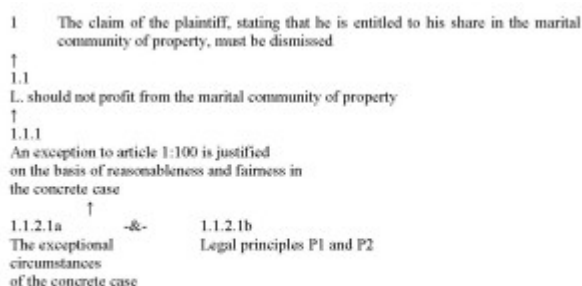 1 The claim of the plaintiff, stating that he is entitled to his share in the marital
community of property, must be dismissed
↑
1.1
L. should not profit from the marital community of property
↑
1.1.1
An exception to article 1:100 is justified
on the basis of reasonableness and fairness in
the concrete case
↑
1.1.2.1a -&- 1.1.2.1b
The exceptional Legal principles P1 and P2
circumstances
of the concrete case